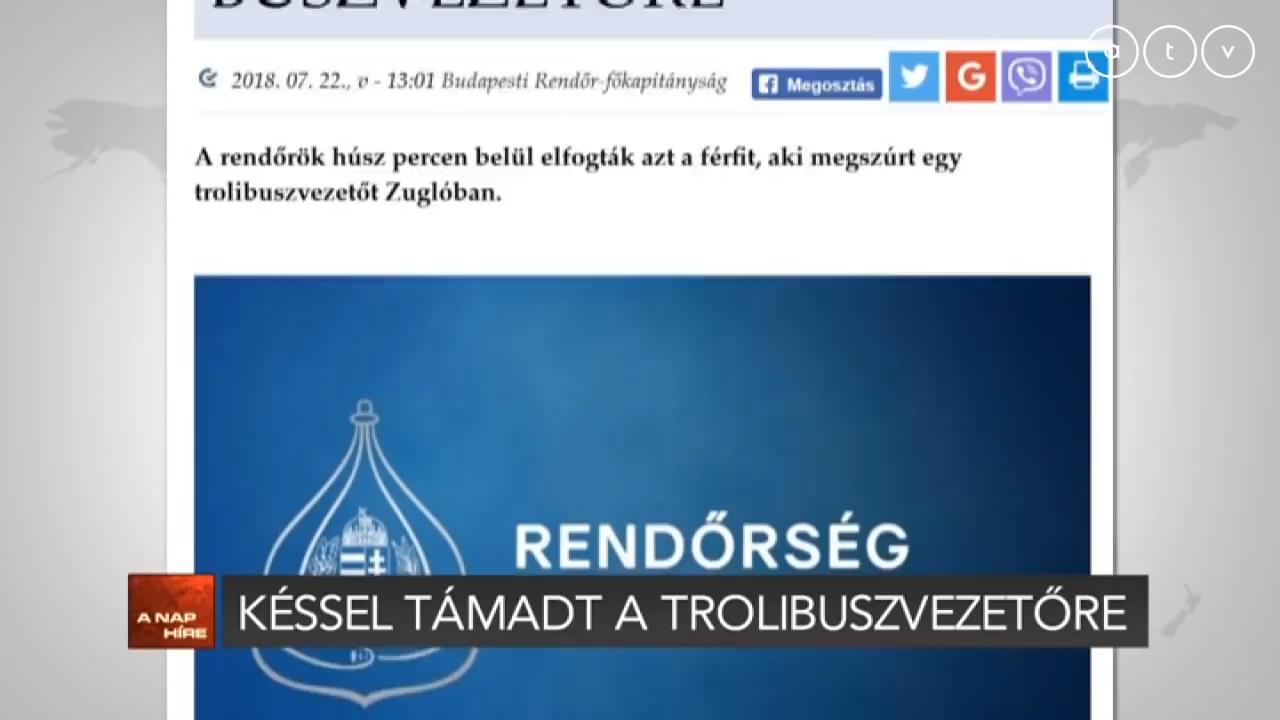 BUSZVEZETŐRE
a t v
2018. 07. 22., v - 13:01 Budapesti Rendőr-főkapitányság
Megosztás
A rendőrök húsz percen belül elfogták azt a férfit, aki megszúrt egy
trolibuszvezetőt Zuglóban.
RENDŐRSÉG
A NAP
HÍRE
KÉSSEL TÁMADT A TROLIBUSZVEZETŐRE